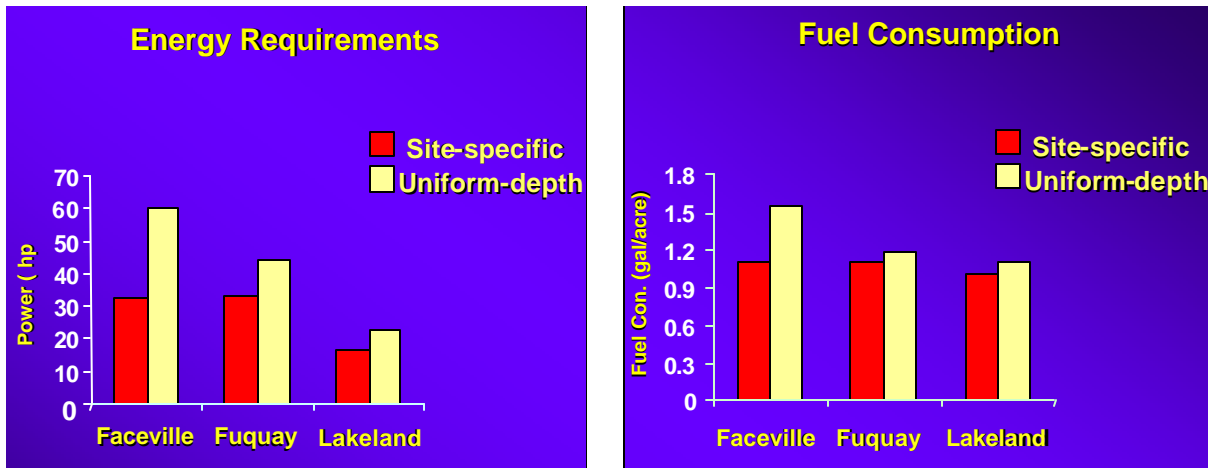 Energy Requirements
Site-specific
Uniform-depth
70
60
50
40
30
20
10
0
Power ( hp
Faceville Fuquay Lakeland
Fuel Consumption
Site-specific
Uniform-depth
1.8
1.5
1.2
0.9
0.6
0.3
0
Fuel Con. (gal/acre)
Faceville Fuquay Lakeland